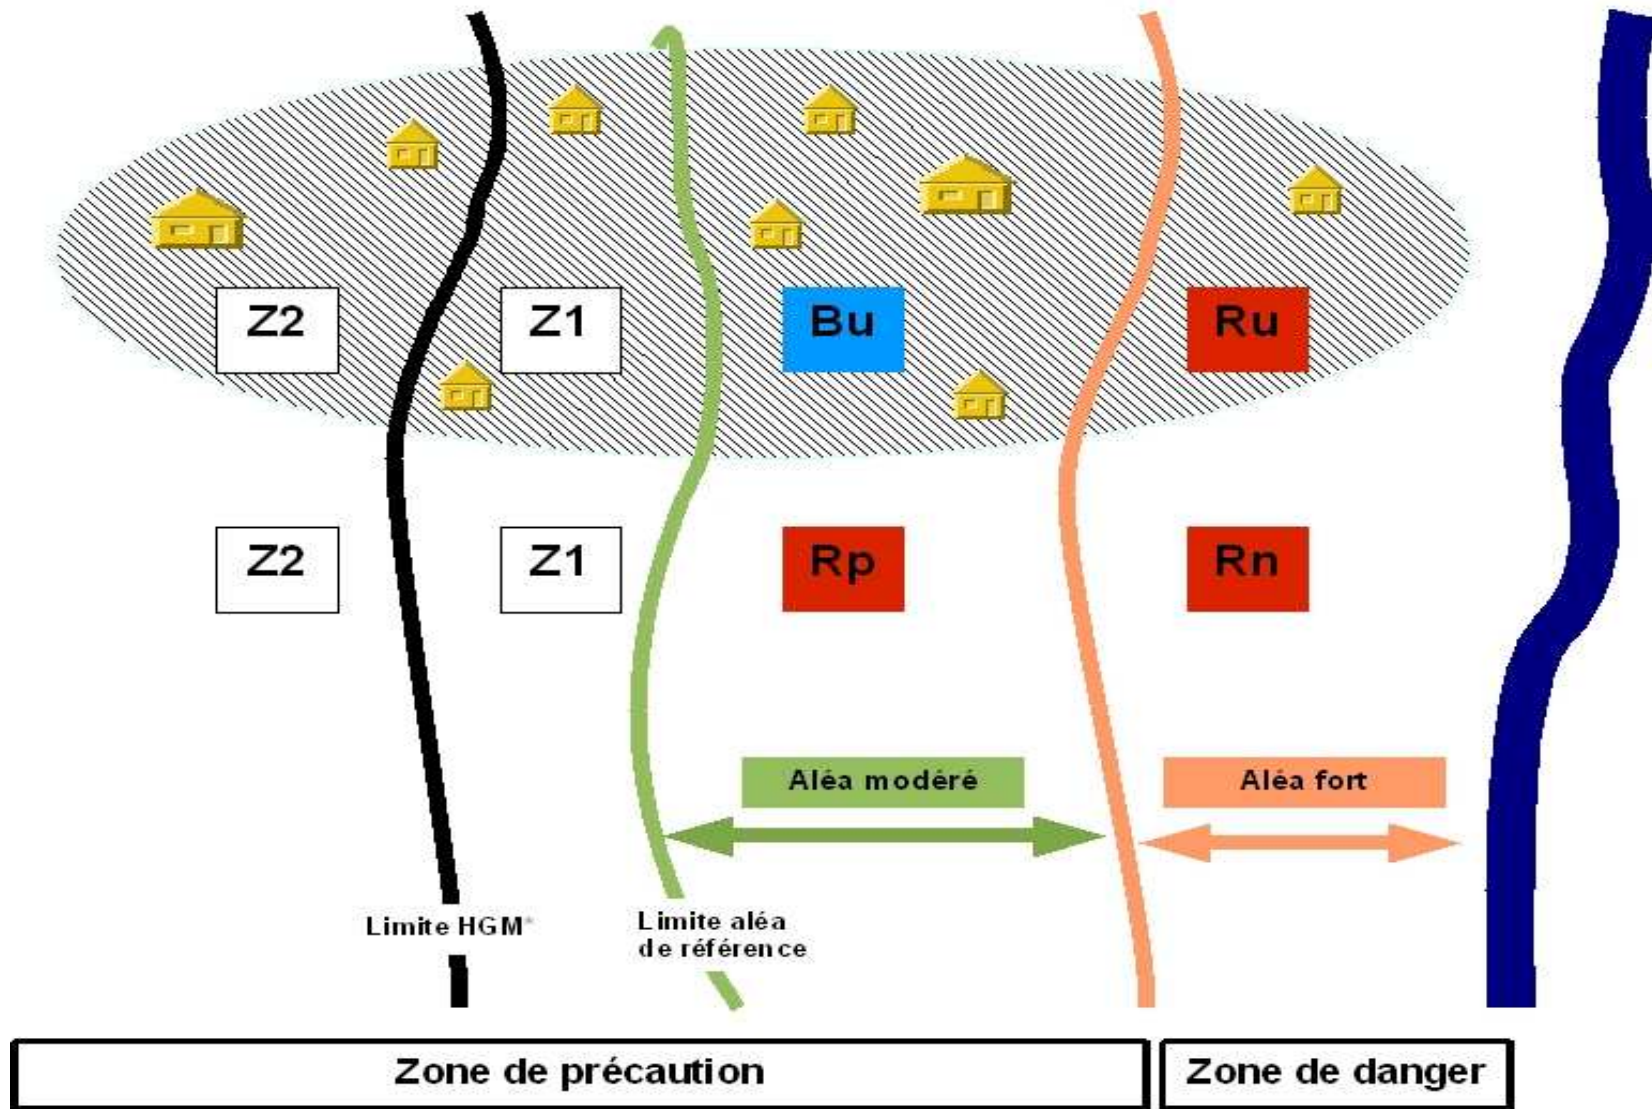 Z2
Z1
Bu
Ru
Z2
Z1
Rp
Rn
Aléa modéré
Aléa fort
Limite HGM*
Limite aléa
de référence
Zone de précaution
Zone de danger